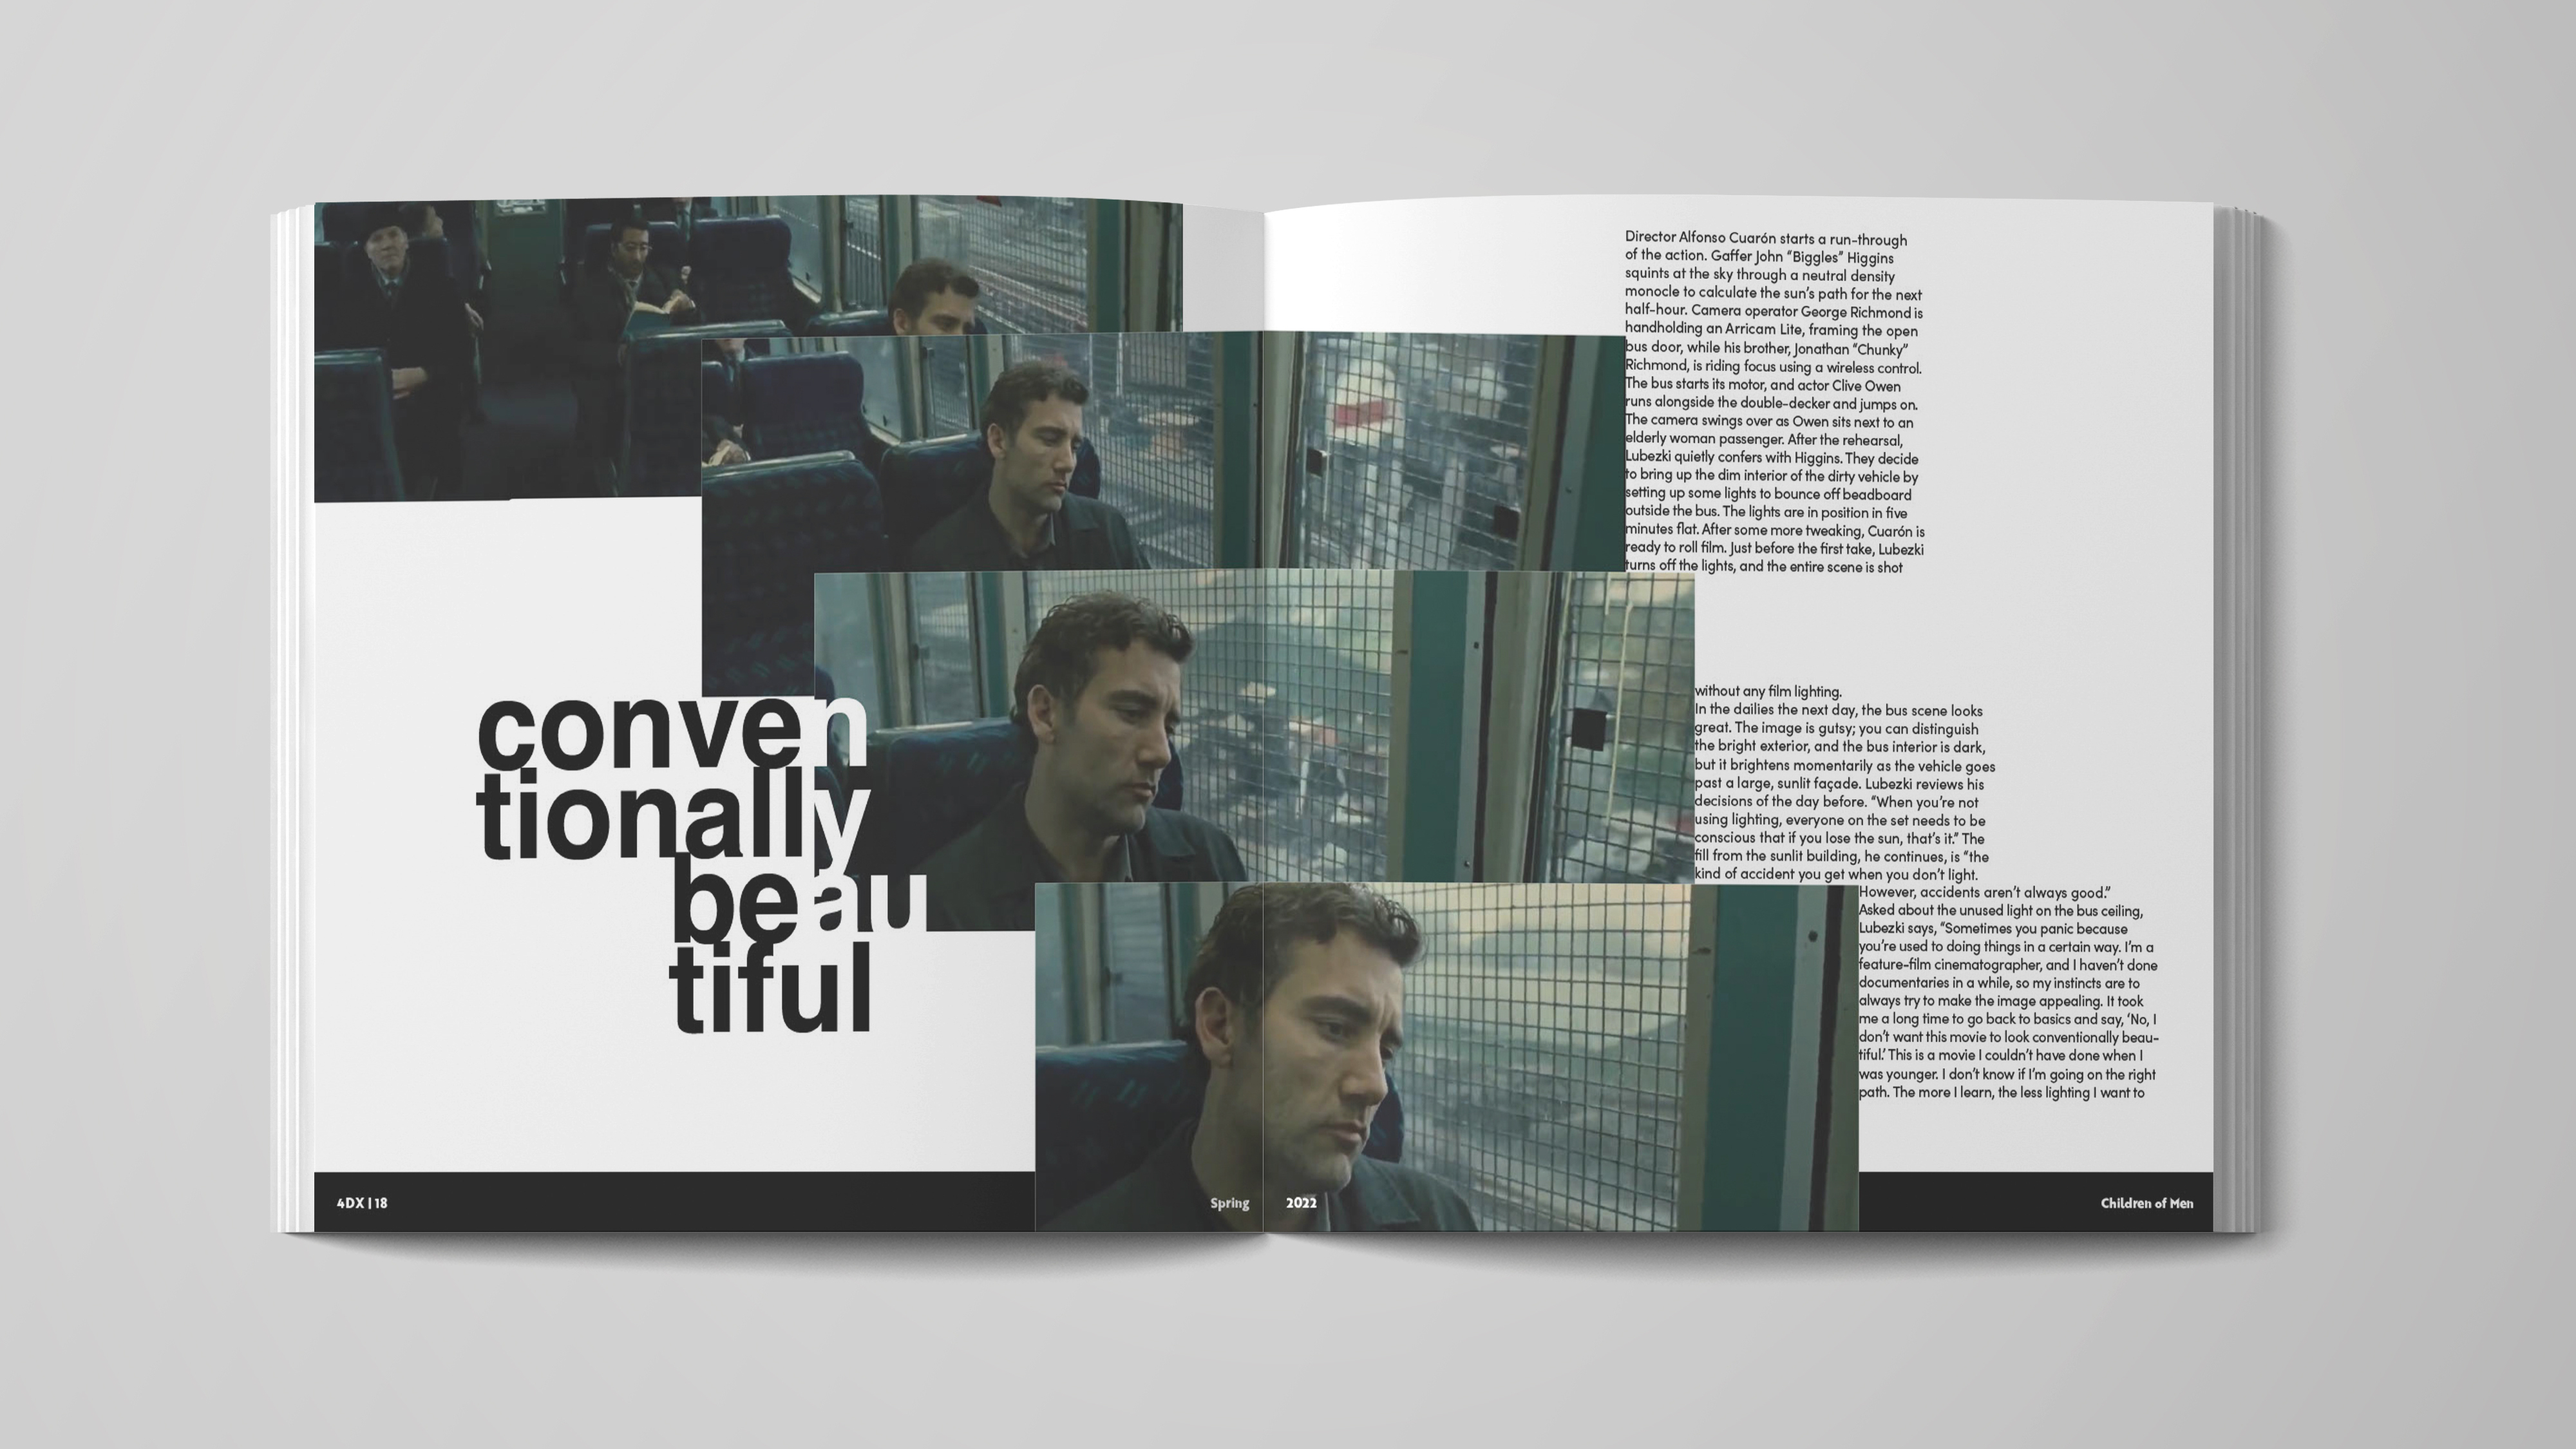 conven
tionally
beau
tiful
4DX | 18
Spring
Director Alfonso Cuarón starts a run-through
of the action. Gaffer John “Biggles” Higgins
squints at the sky through a neutral density
monocle to calculate the sun’s path for the next
half-hour. Camera operator George Richmond is
handholding an Arricam Lite, framing the open
bus door, while his brother, Jonathan “Chunky”
Richmond, is riding focus using a wireless control.
The bus starts its motor, and actor Clive Owen
runs alongside the double-decker and jumps on.
The camera swings over as Owen sits next to an
elderly woman passenger. After the rehearsal,
Lubezki quietly confers with Higgins. They decide
to bring up the dim interior of the dirty vehicle by
setting up some lights to bounce off beadboard
outside the bus. The lights are in position in five
minutes flat. After some more tweaking, Cuarón is
ready to roll film. Just before the first take, Lubezki
turns off the lights, and the entire scene is shot
without any film lighting.
In the dailies the next day, the bus scene looks
great. The image is gutsy; you can distinguish
the bright exterior, and the bus interior is dark,
but it brightens momentarily as the vehicle goes
past a large, sunlit façade. Lubezki reviews his
decisions of the day before. “When you’re not
using lighting, everyone on the set needs to be
conscious that if you lose the sun, that’s it.” The
fill from the sunlit building, he continues, is “the
kind of accident you get when you don’t light.
However, accidents aren’t always good.”
Asked about the unused light on the bus ceiling,
Lubezki says, “Sometimes you panic because
you’re used to doing things in a certain way. I’m a
feature-film cinematographer, and I haven’t done
documentaries in a while, so my instincts are to
always try to make the image appealing. It took
me a long time to go back to basics and say, ‘No, I
don’t want this movie to look conventionally beau-
tiful.’ This is a movie I couldn’t have done when I
was younger. I don’t know if I’m going on the right
path. The more I learn, the less lighting I want to
2022
Children of Men